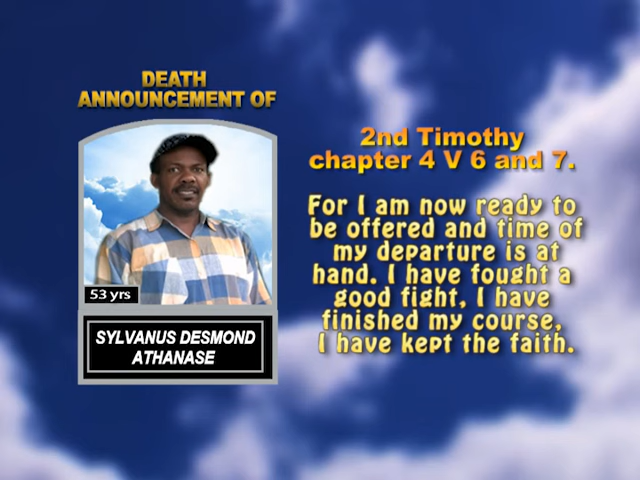 DEATH
ANNOUNCEMENT OF
53 yrs
SYLVANUS DESMOND
ATHANASE
2nd Timothy
chapter 4 V 6 and 7.
For I am now ready to
be offered and time of
my departure is at
hand. I have fought a
good fight, I have
finished my course,
I have kept the faith.